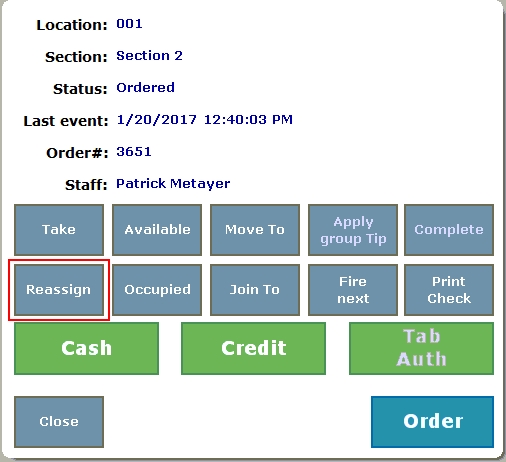 Location: 001
Section: Section 2
Status: Ordered
Last event: 1/20/2017 12:40:03 PM
Order#: 3651
Staff: Patrick Metayer
Take
Available
Move To
Apply
group Tip
Complete
Reassign
Occupied
Join To
Fire
next
Print
Check
Cash
Credit
Tab
Auth
Close
Order